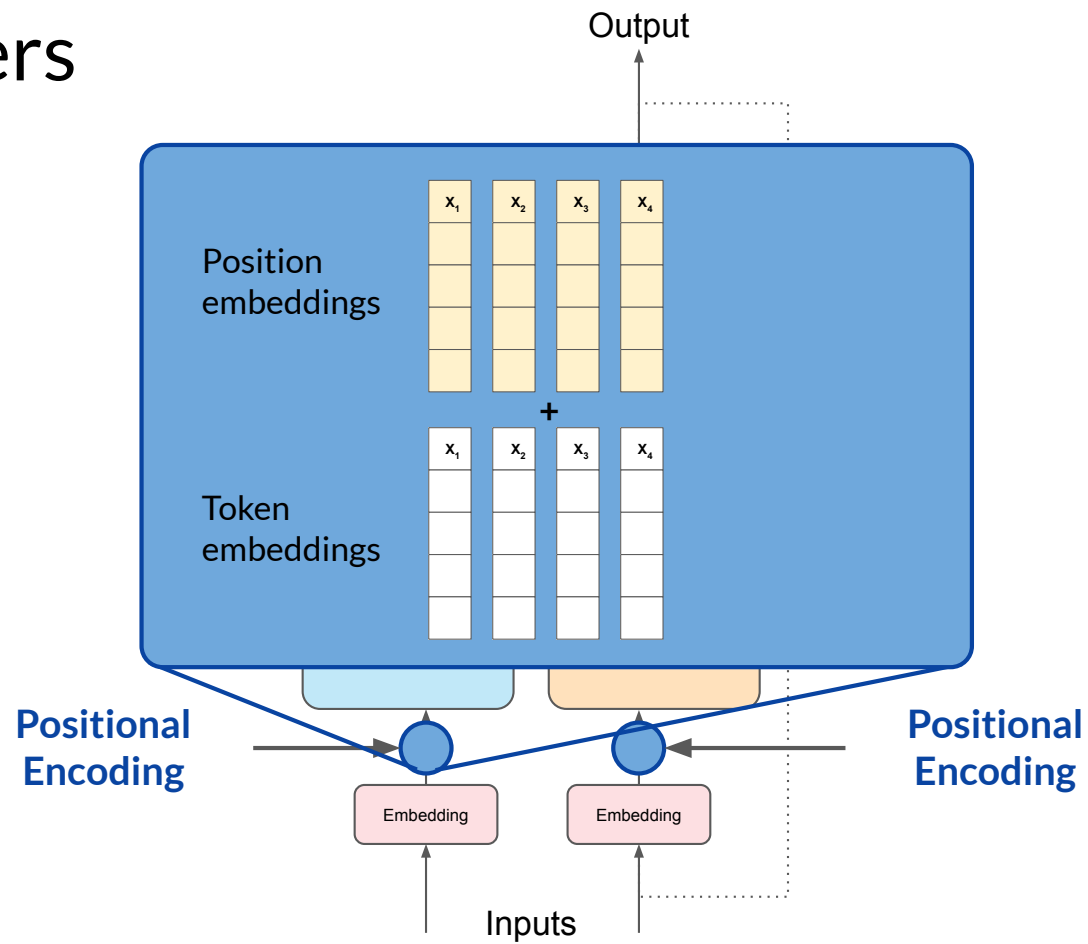 ers
Output
x₁ x₂ x₃ x₄
Position
embeddings
+
x₁ x₂ x₃ x₄
Token
embeddings
Positional
Encoding
Positional
Encoding
Embedding
Embedding
Inputs